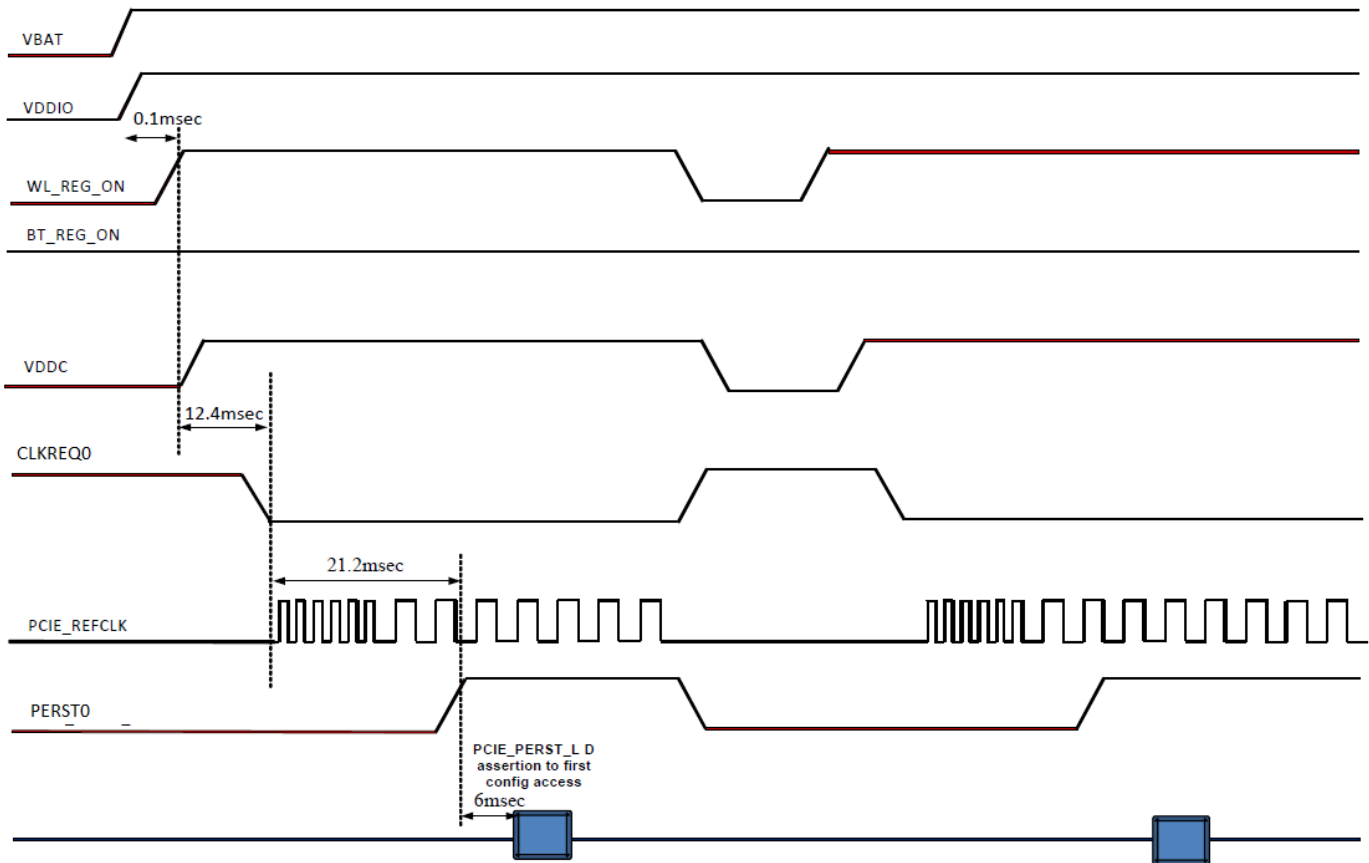 VBAT
VDDIO
0.1msec
WL_REG_ON
BT_REG_ON
VDDC
12.4msec
CLKREQ0
21.2msec
PCIE_REFCLK
PERST0
_ _
PCIE_PERST_L D
assertion to first
config access
6msec